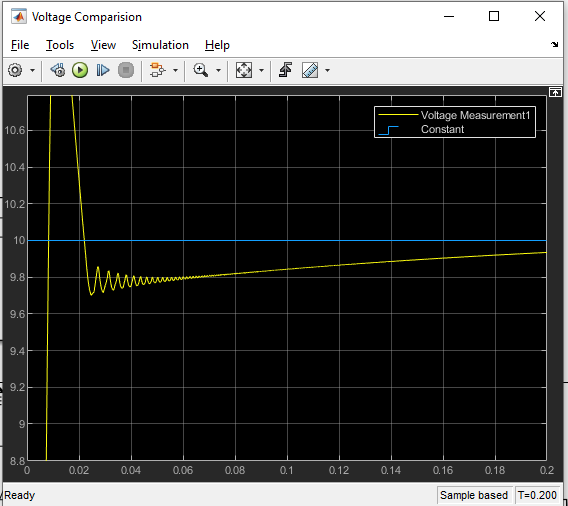 Voltage Comparision
File Tools View Simulation Help
Voltage Measurement1
Constant
10.6
10.4
10.2
10
9.8
9.6
9.4
9.2
9
8.8
0 0.02 0.04 0.06 0.08 0.1 0.12 0.14 0.16 0.18 0.2
Ready Sample based T=0.200